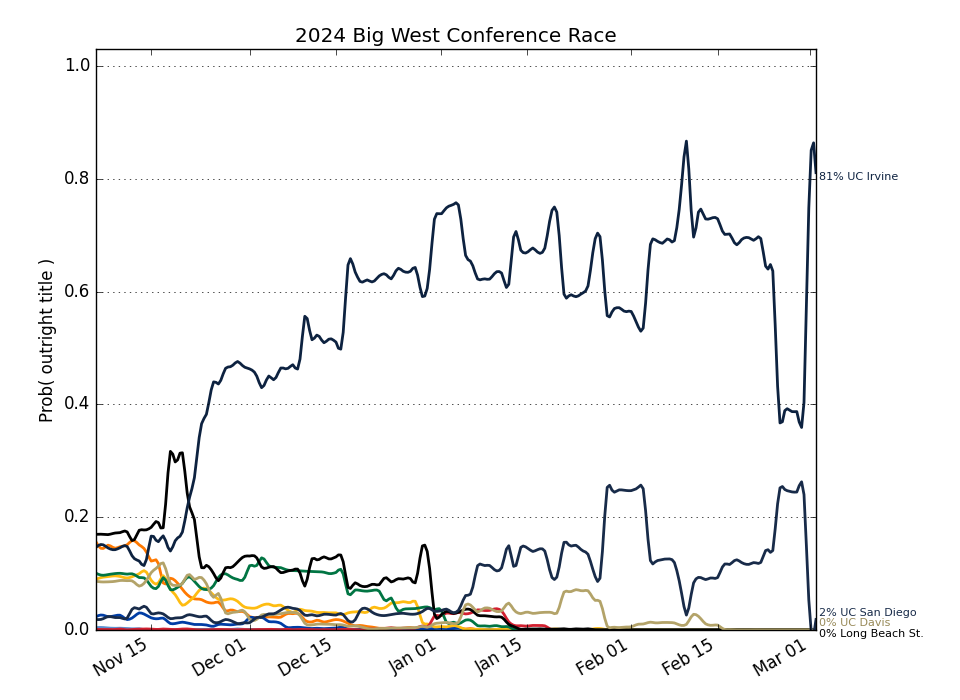 2024 Big West Conference Race
Prob( outright title )
1.0
0.8
0.6
0.4
0.2
0.0
81% UC Irvine
2% UC San Diego
0% UC Davis
0% Long Beach St.
Nov 15
Dec 01
Dec 15
Jan 01
Jan 15
Feb 01
Feb 15
Mar 01